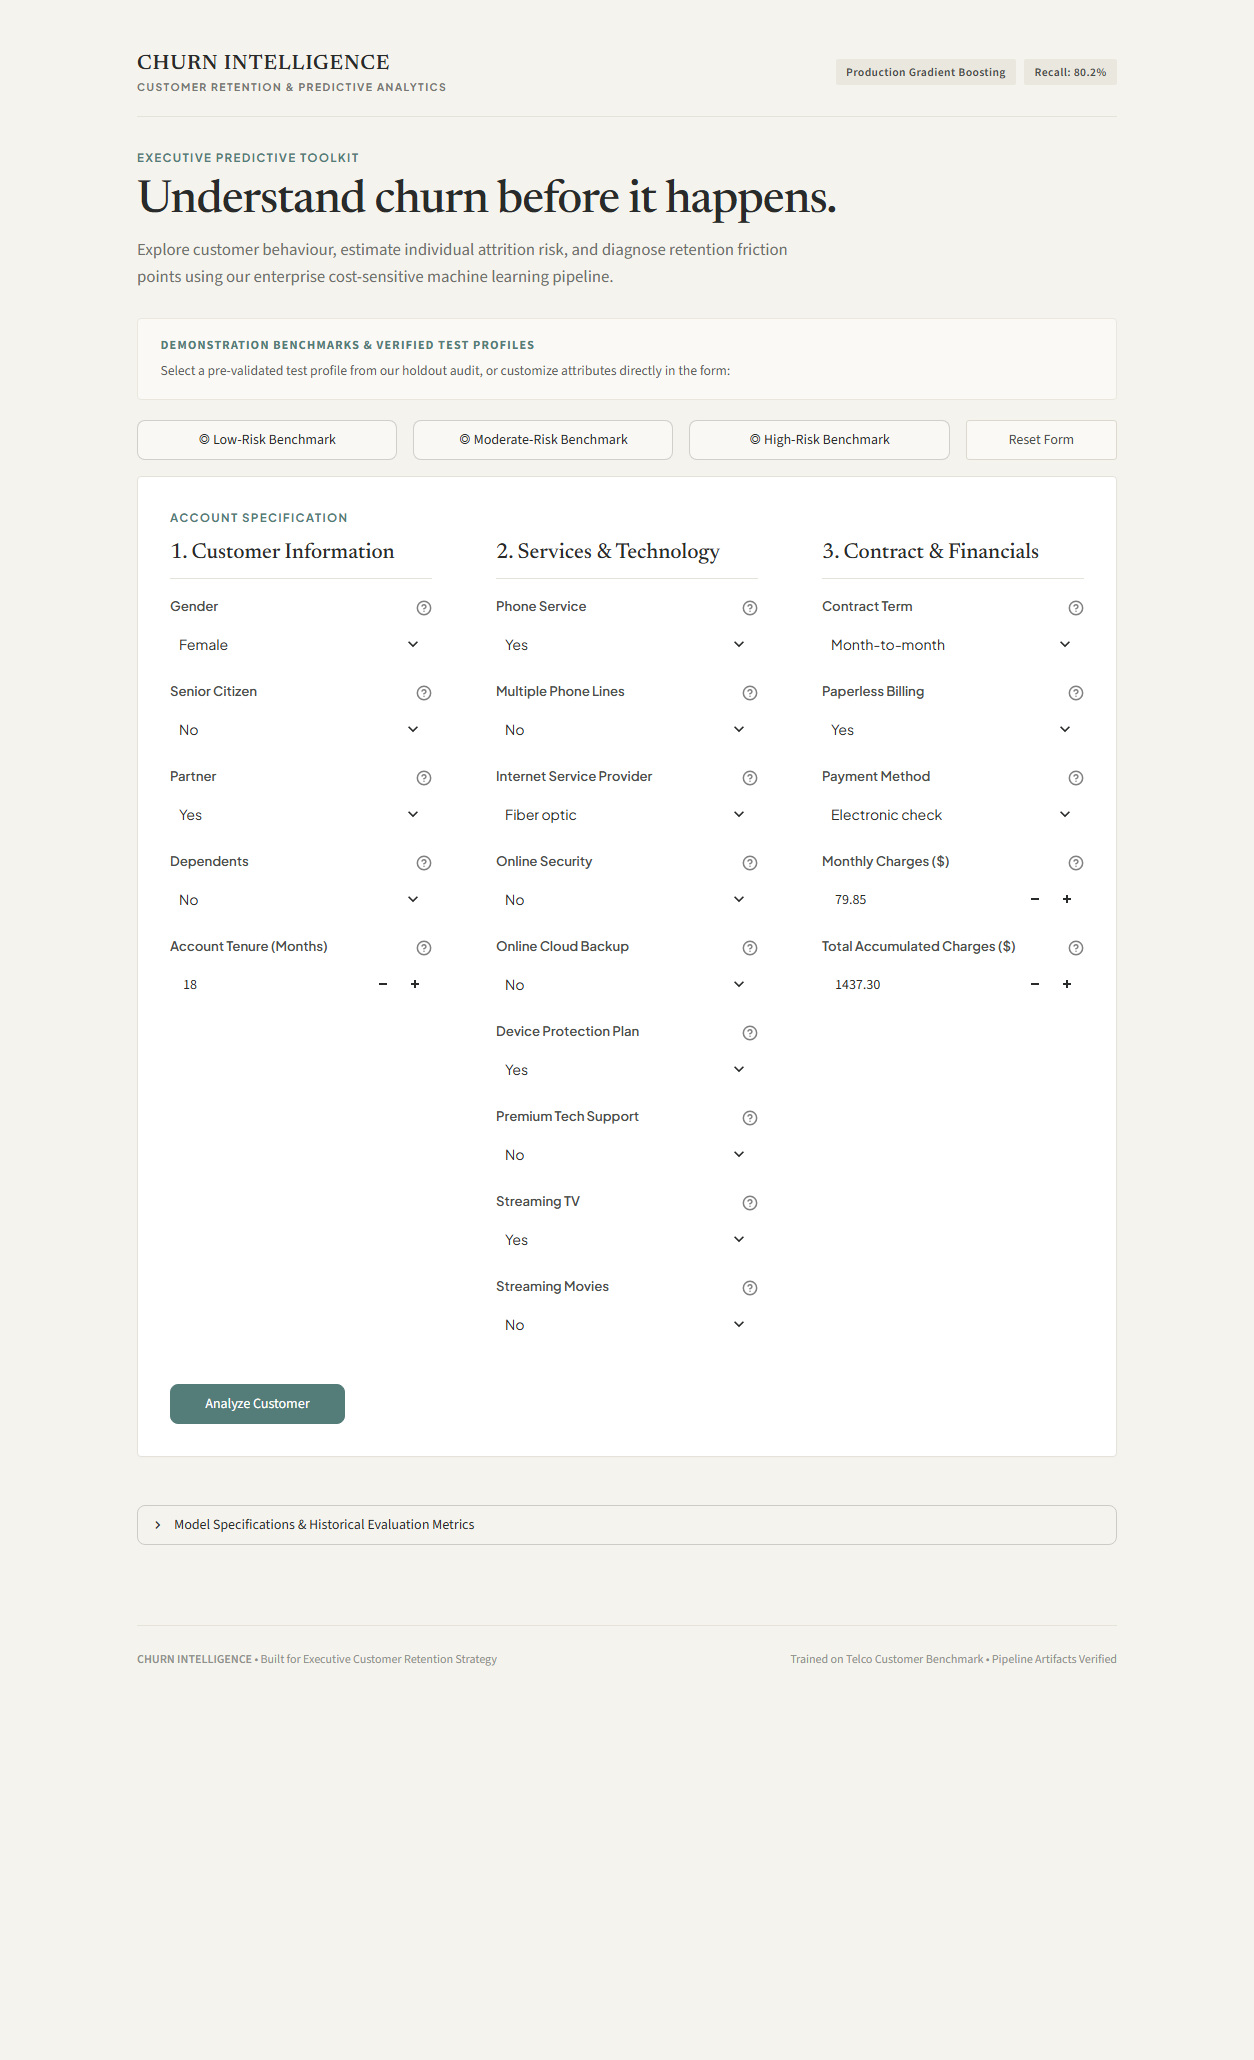 CHURN INTELLIGENCE
CUSTOMER RETENTION & PREDICTIVE ANALYTICS
Production Gradient Boosting
Recall: 80.2%
EXECUTIVE PREDICTIVE TOOLKIT
Understand churn before it happens.
Explore customer behaviour, estimate individual attrition risk, and diagnose retention friction
points using our enterprise cost-sensitive machine learning pipeline.
DEMONSTRATION BENCHMARKS & VERIFIED TEST PROFILES
Select a pre-validated test profile from our holdout audit, or customize attributes directly in the form:
◎ Low-Risk Benchmark
◎ Moderate-Risk Benchmark
◎ High-Risk Benchmark
Reset Form
ACCOUNT SPECIFICATION
1. Customer Information
Gender
Female
Senior Citizen
No
Partner
Yes
Dependents
No
Account Tenure (Months)
18
2. Services & Technology
Phone Service
Yes
Multiple Phone Lines
No
Internet Service Provider
Fiber optic
Online Security
No
Online Cloud Backup
No
Device Protection Plan
Yes
Premium Tech Support
No
Streaming TV
Yes
Streaming Movies
No
3. Contract & Financials
Contract Term
Month-to-month
Paperless Billing
Yes
Payment Method
Electronic check
Monthly Charges ($)
79.85
Total Accumulated Charges ($)
1437.30
Analyze Customer
Model Specifications & Historical Evaluation Metrics
CHURN INTELLIGENCE • Built for Executive Customer Retention Strategy
Trained on Telco Customer Benchmark • Pipeline Artifacts Verified